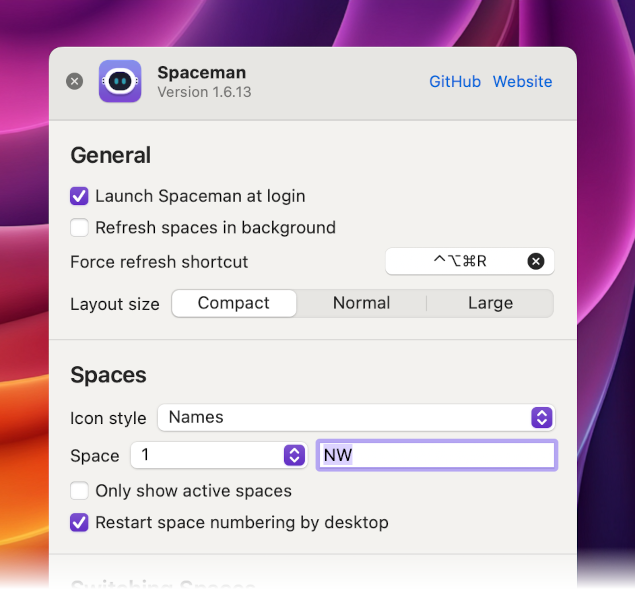 Spaceman
Version 1.6.13
GitHub Website
General
Launch Spaceman at login
Refresh spaces in background
Force refresh shortcut ⌃⌥⌘R
Layout size Compact Normal Large
Spaces
Icon style Names
Space 1 NW
Only show active spaces
Restart space numbering by desktop
Switching Spaces